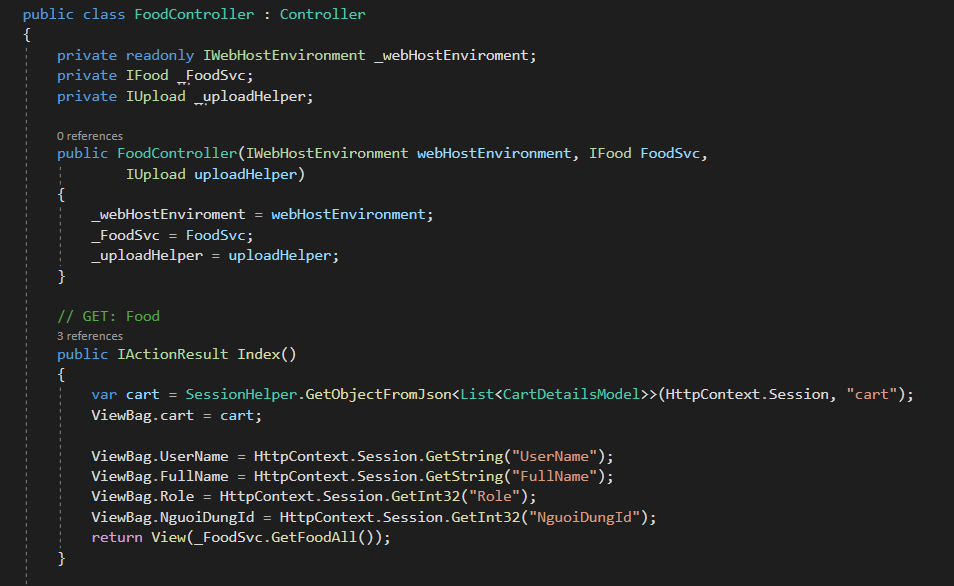 public class FoodController : Controller
{
private readonly IWebHostEnvironment _webHostEnviroment;
private IFood _FoodSvc;
private IUpload _uploadHelper;
0 references
public FoodController(IWebHostEnvironment webHostEnvironment, IFood FoodSvc,
IUpload uploadHelper)
{
_webHostEnviroment = webHostEnvironment;
_FoodSvc = FoodSvc;
_uploadHelper = uploadHelper;
}
// GET: Food
3 references
public IActionResult Index()
{
var cart = SessionHelper.GetObjectFromJson<List<CartDetailsModel>>(HttpContext.Session, "cart");
ViewBag.cart = cart;
ViewBag.UserName = HttpContext.Session.GetString("UserName");
ViewBag.FullName = HttpContext.Session.GetString("FullName");
ViewBag.Role = HttpContext.Session.GetInt32("Role");
ViewBag.NguoiDungId = HttpContext.Session.GetInt32("NguoiDungId");
return View(_FoodSvc.GetFoodAll());
}